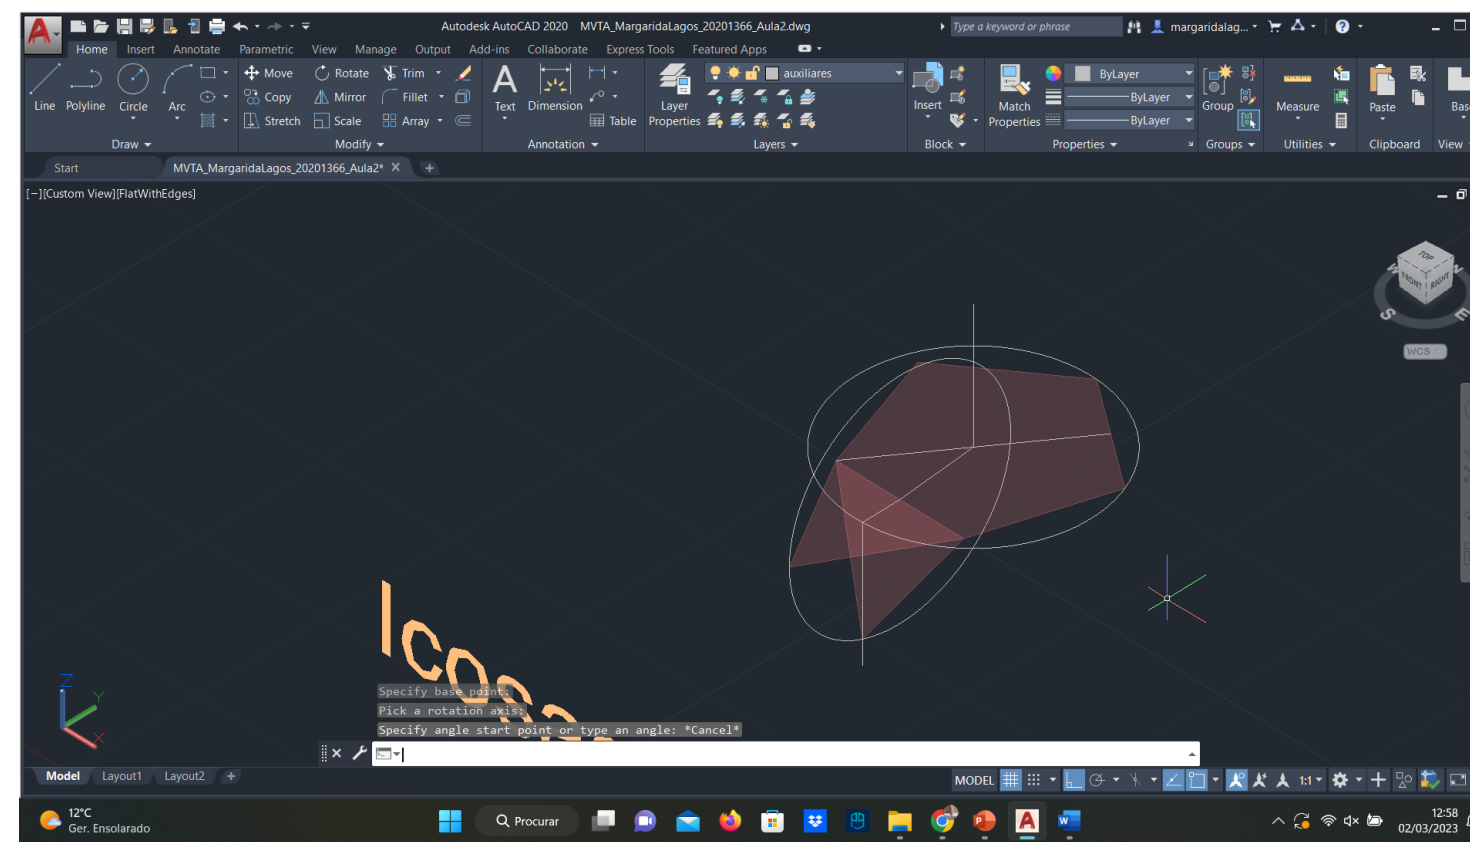 Autodesk AutoCAD 2020 MVTA_MargaridaLagos_20201366_Aula2.dwg
Type a keyword or phrase
margaridalag...
Home Insert Annotate Parametric View Manage Output Add-ins Collaborate Express Tools Featured Apps
Move Rotate Trim ByLayer
auxiliares
Copy Mirror Fillet ByLayer
Line Polyline Circle Arc Text Dimension Layer Properties Insert Match Properties Group Measure Paste Base
Stretch Scale Array Table ByLayer
Draw Modify Annotation Layers Block Properties Groups Utilities Clipboard View
Start MVTA_MargaridaLagos_20201366_Aula2*
[−][Custom View][FlatWithEdges]
TOP
W N
FRONT RIGHT
S E
WCS
Icosa
Z
Y
X
Specify base point:
Pick a rotation axis:
Specify angle start point or type an angle: *Cancel*
Model Layout1 Layout2 +
MODEL 1:1
12°C
Ger. Ensolarado
Procurar
12:58
02/03/2023